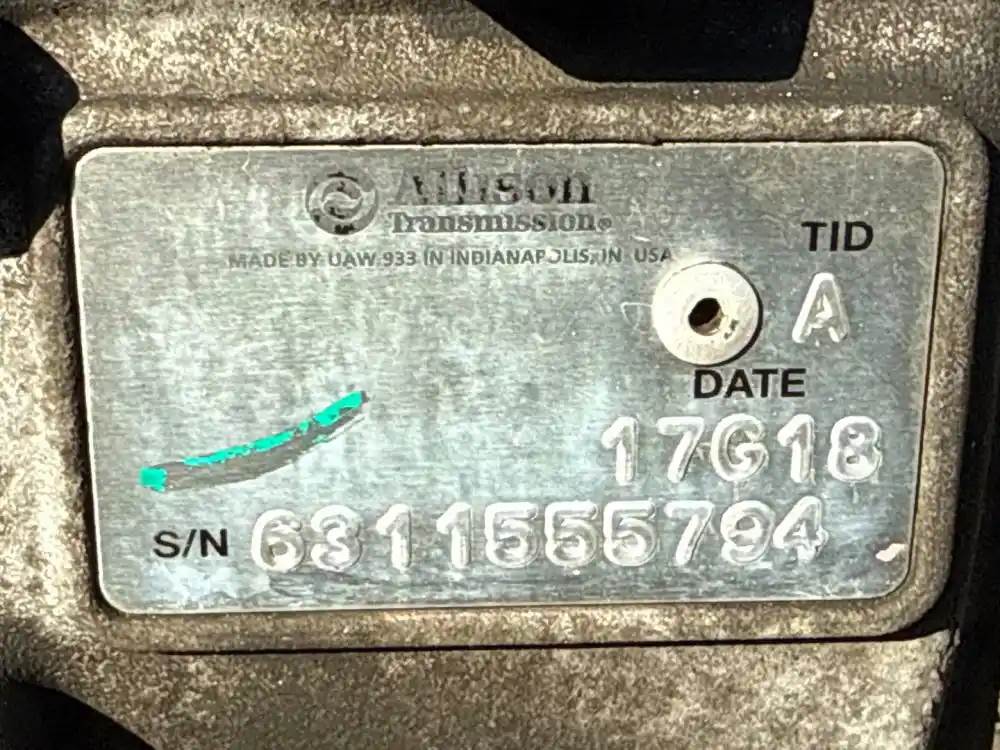 Allison
Transmission®
MADE BY UAW 933 IN INDIANAPOLIS, IN USA
TID
A
DATE
17G18
S/N 6311555794